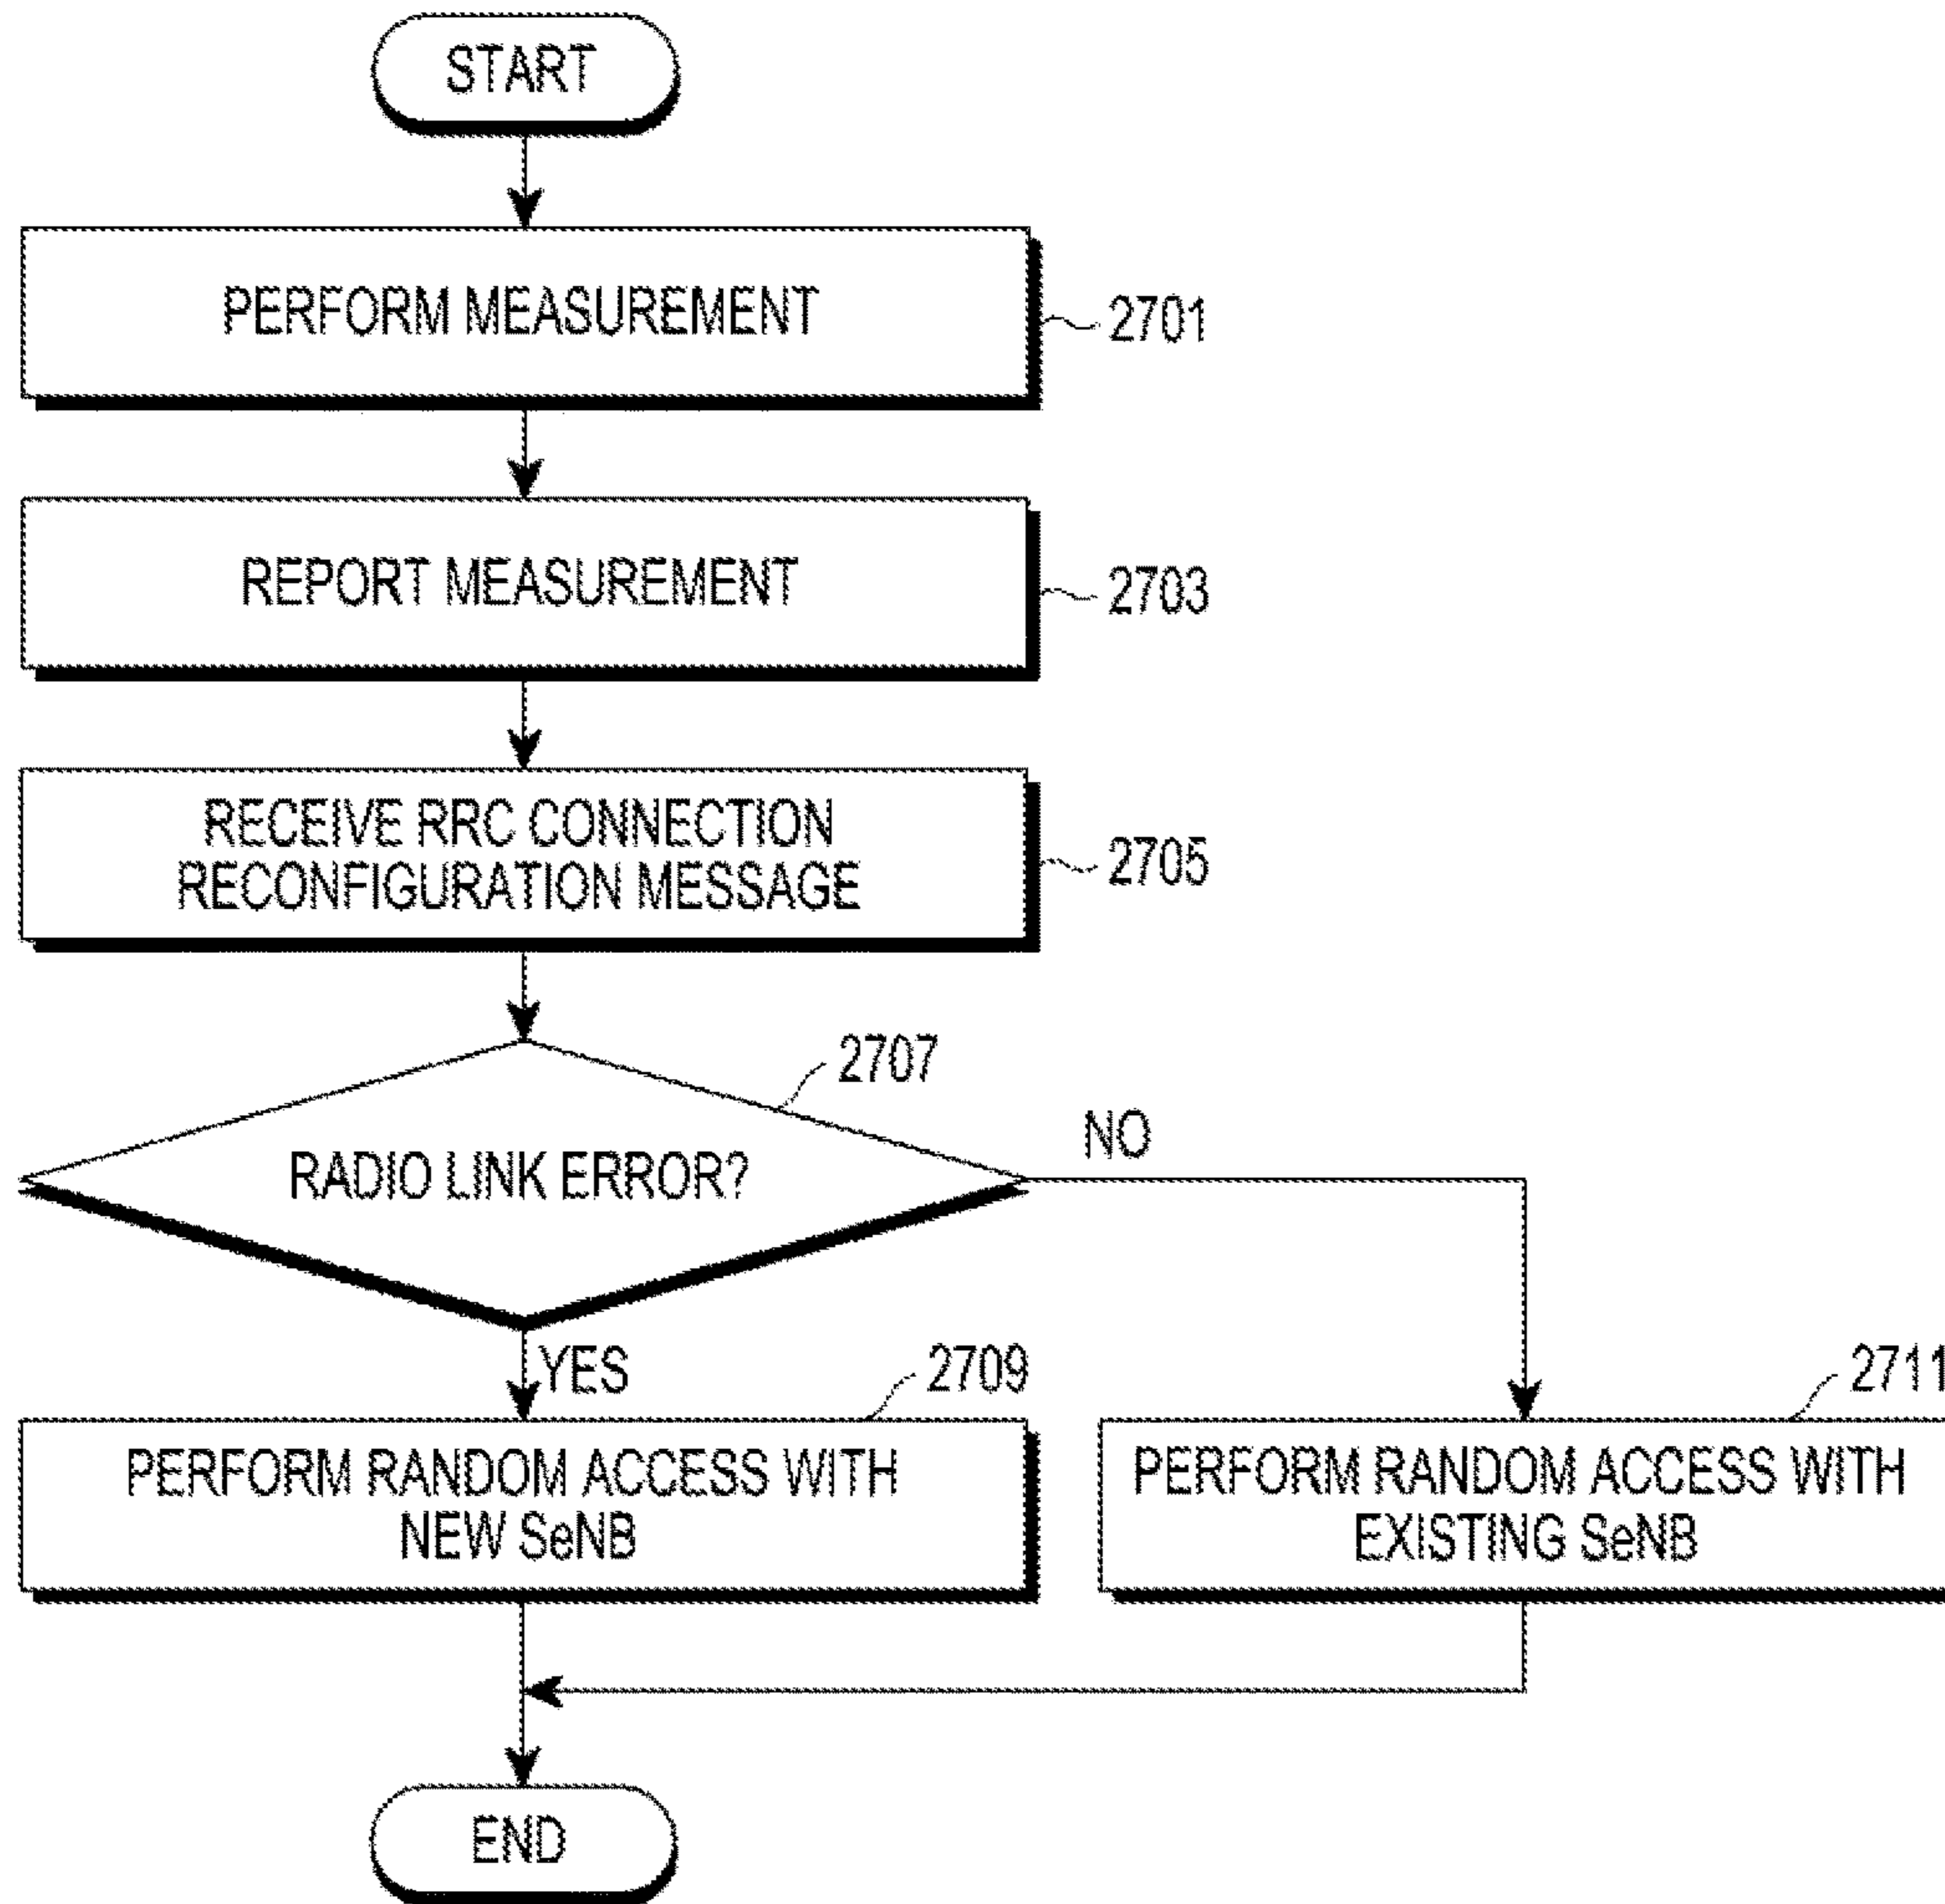 START
PERFORM MEASUREMENT
2701
REPORT MEASUREMENT
2703
RECEIVE RRC CONNECTION
RECONFIGURATION MESSAGE
2705
2707
RADIO LINK ERROR?
NO
YES
2709
PERFORM RANDOM ACCESS WITH
NEW SeNB
2711
PERFORM RANDOM ACCESS WITH
EXISTING SeNB
END